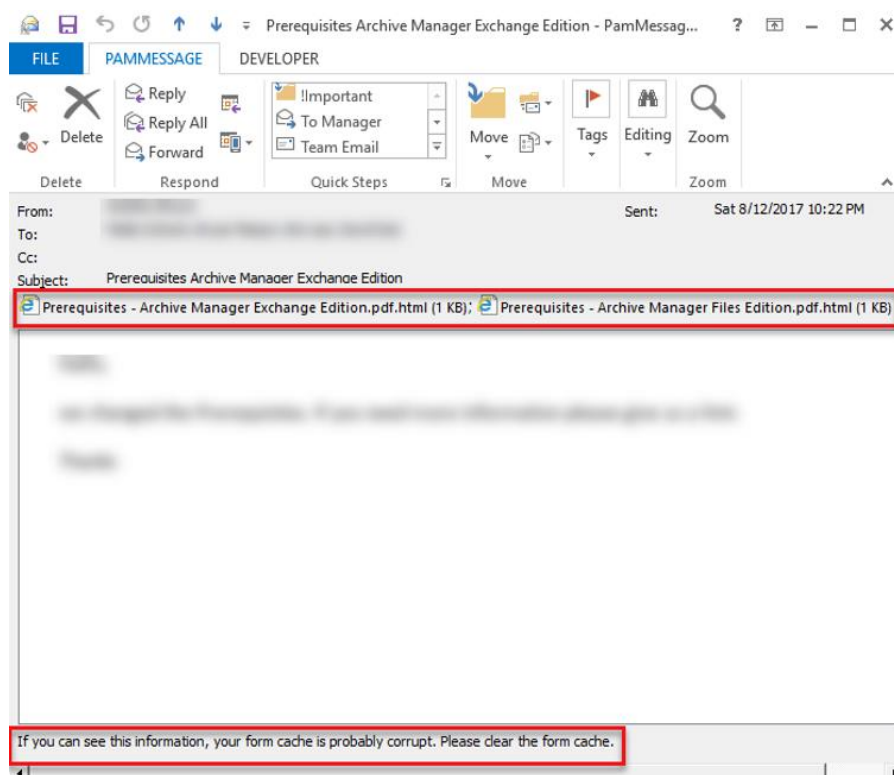 Prerequisites Archive Manager Exchange Edition - PamMessag... ?
FILE PAMMESSAGE DEVELOPER
Delete
Reply
Reply All
Forward
!Important
To Manager
Team Email
Move
Tags
Editing
Zoom
Delete Respond Quick Steps Move Zoom
From: Sent: Sat 8/12/2017 10:22 PM
To:
Cc:
Subject: Prerequisites Archive Manager Exchange Edition
Prerequisites - Archive Manager Exchange Edition.pdf.html (1 KB); Prerequisites - Archive Manager Files Edition.pdf.html (1 KB)
If you can see this information, your form cache is probably corrupt. Please clear the form cache.